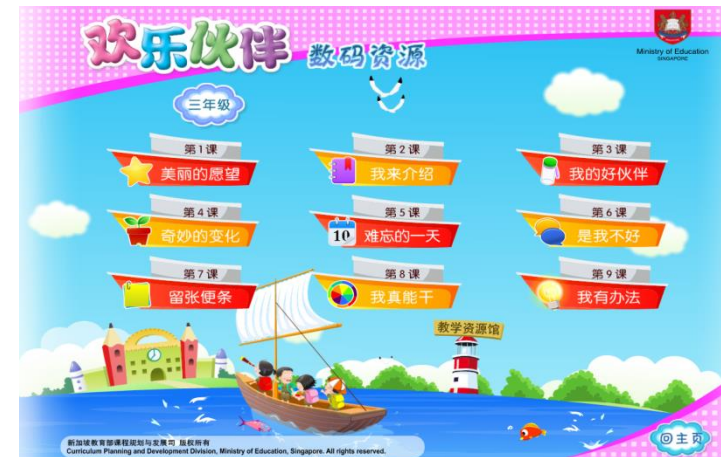 欢乐伙伴 数码资源
Ministry of Education
SINGAPORE
三年级
第1课
美丽的愿望
第2课
我来介绍
第3课
我的好伙伴
第4课
奇妙的变化
第5课
10 难忘的一天
第6课
是我不好
第7课
留张便条
第8课
我真能干
第9课
我有办法
教学资源馆
新加坡教育部课程规划与发展司 版权所有
Curriculum Planning and Development Division, Ministry of Education, Singapore. All rights reserved.
回主页